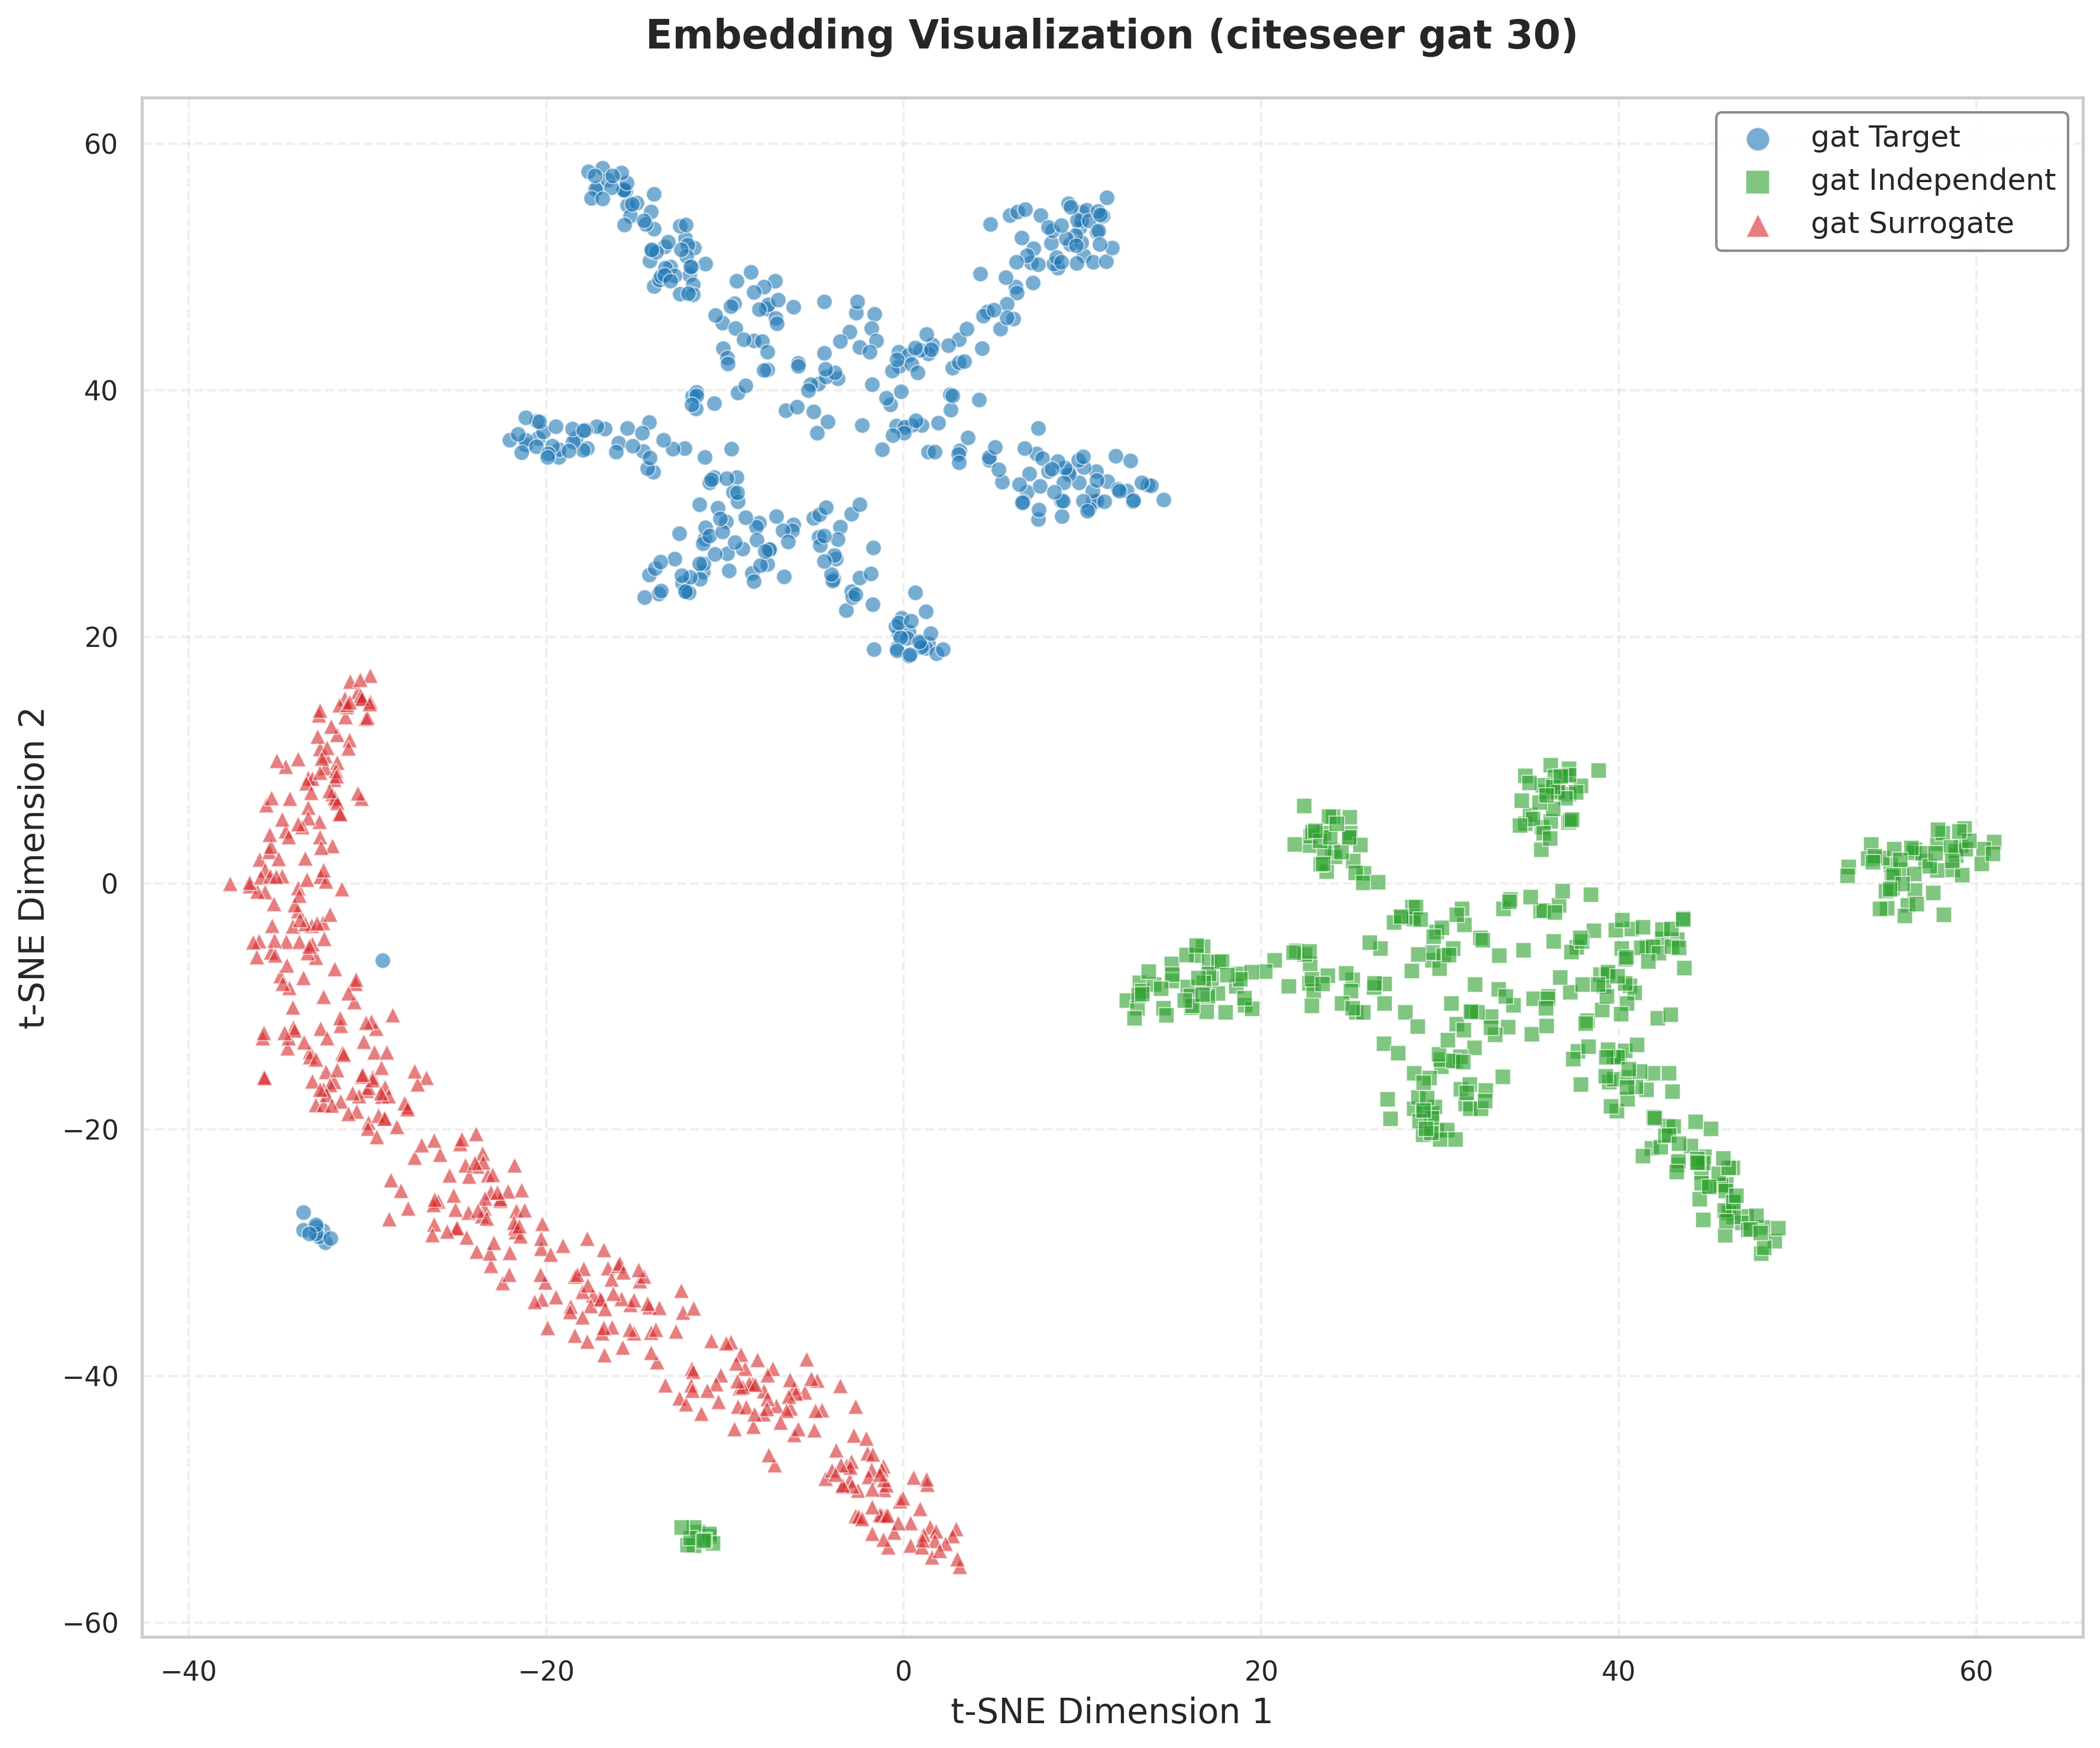 Embedding Visualization (citeseer gat 30)
gat Target
gat Independent
gat Surrogate
60
40
20
0
−20
−40
−60
t-SNE Dimension 2
−40
−20
0
20
40
60
t-SNE Dimension 1